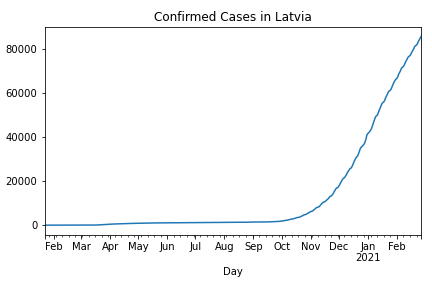 Confirmed Cases in Latvia
80000
60000
40000
20000
0
Feb Mar Apr May Jun Jul Aug Sep Oct Nov Dec Jan Feb
2021
Day